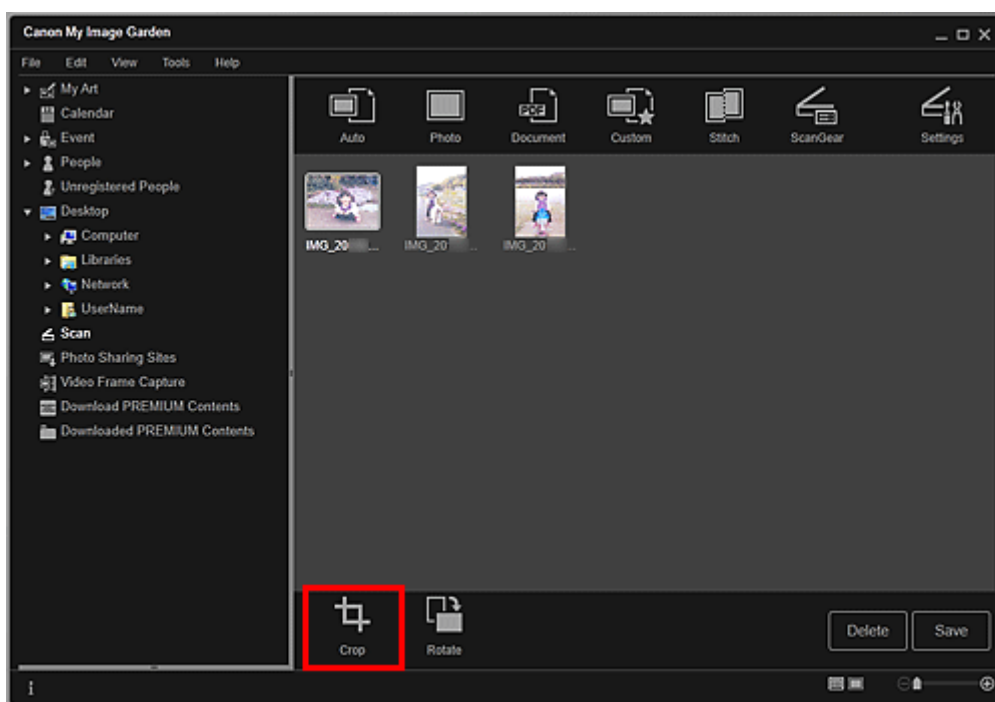 Canon My Image Garden
File Edit View Tools Help
My Art
Calendar
Event
People
Unregistered People
Desktop
Computer
Libraries
Network
UserName
Scan
Photo Sharing Sites
Video Frame Capture
Download PREMIUM Contents
Downloaded PREMIUM Contents
Auto Photo Document Custom Stitch ScanGear Settings
PDF
IMG_20 ... IMG_20 ... IMG_20 ...
Crop Rotate Delete Save